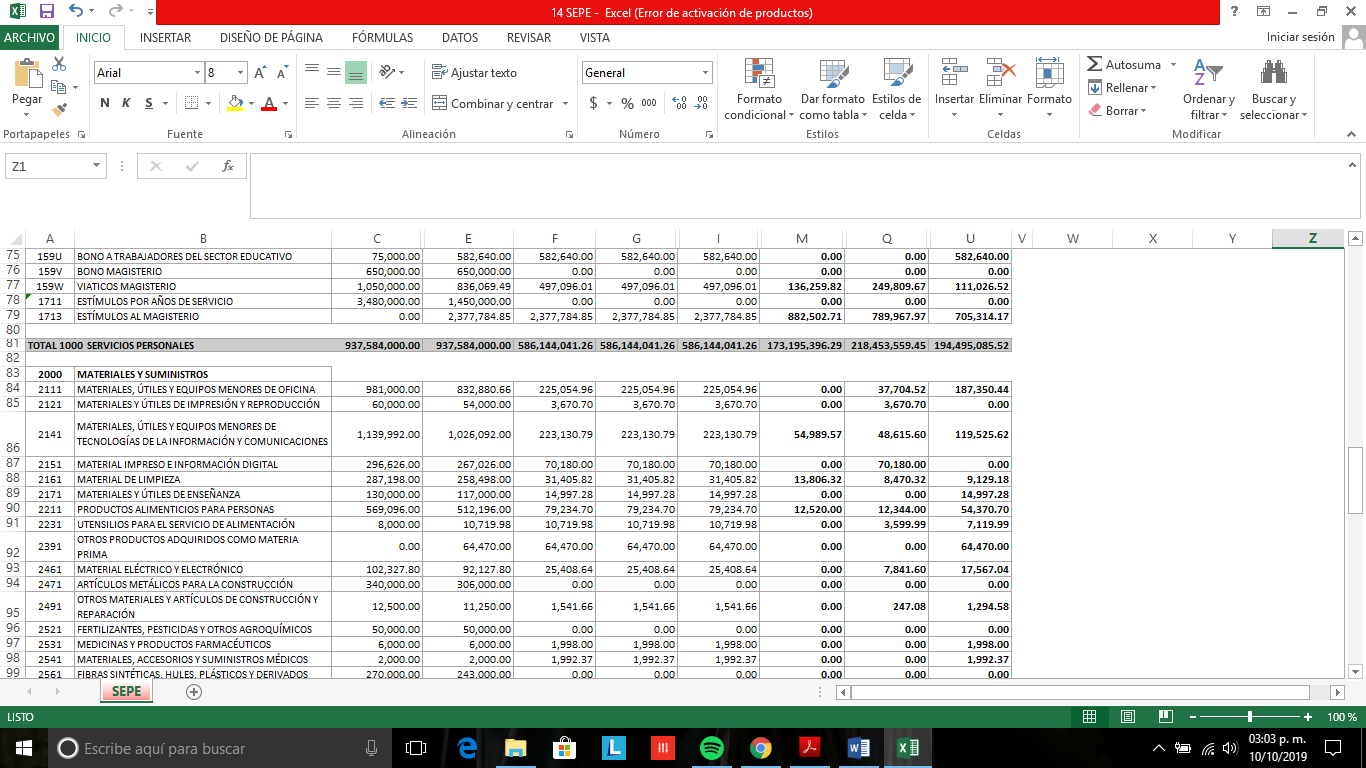 14 SEPE - Excel (Error de activación de productos)
ARCHIVO INICIO INSERTAR DISEÑO DE PÁGINA FÓRMULAS DATOS REVISAR VISTA Iniciar sesión
Arial 8 Ajustar texto General Autosuma
Pegar N K S Combinar y centrar $ % 000 Formato condicional Dar formato como tabla Estilos de celda Insertar Eliminar Formato Rellenar Borrar Ordenar y filtrar Buscar y seleccionar
Portapapeles Fuente Alineación Número Estilos Celdas Modificar
Z1 fx
A B C E F G I M Q U V W X Y Z
75 159U BONO A TRABAJADORES DEL SECTOR EDUCATIVO 75,000.00 582,640.00 582,640.00 582,640.00 582,640.00 0.00 0.00 582,640.00
76 159V BONO MAGISTERIO 650,000.00 650,000.00 0.00 0.00 0.00 0.00 0.00 0.00
77 159W VIATICOS MAGISTERIO 1,050,000.00 836,069.49 497,096.01 497,096.01 497,096.01 136,259.82 249,809.67 111,026.52
78 1711 ESTÍMULOS POR AÑOS DE SERVICIO 3,480,000.00 1,450,000.00 0.00 0.00 0.00 0.00 0.00 0.00
79 1713 ESTÍMULOS AL MAGISTERIO 0.00 2,377,784.85 2,377,784.85 2,377,784.85 2,377,784.85 882,502.71 789,967.97 705,314.17
80
81 TOTAL 1000 SERVICIOS PERSONALES 937,584,000.00 937,584,000.00 586,144,041.26 586,144,041.26 586,144,041.26 173,195,396.29 218,453,559.45 194,495,085.52
82
83 2000 MATERIALES Y SUMINISTROS
84 2111 MATERIALES, ÚTILES Y EQUIPOS MENORES DE OFICINA 981,000.00 832,880.66 225,054.96 225,054.96 225,054.96 0.00 37,704.52 187,350.44
85 2121 MATERIALES Y ÚTILES DE IMPRESIÓN Y REPRODUCCIÓN 60,000.00 54,000.00 3,670.70 3,670.70 3,670.70 0.00 3,670.70 0.00
MATERIALES, ÚTILES Y EQUIPOS MENORES DE
86 2141 TECNOLOGÍAS DE LA INFORMACIÓN Y COMUNICACIONES 1,139,992.00 1,026,092.00 223,130.79 223,130.79 223,130.79 54,989.57 48,615.60 119,525.62
87 2151 MATERIAL IMPRESO E INFORMACIÓN DIGITAL 296,626.00 267,026.00 70,180.00 70,180.00 70,180.00 0.00 70,180.00 0.00
88 2161 MATERIAL DE LIMPIEZA 287,198.00 258,498.00 31,405.82 31,405.82 31,405.82 13,806.32 8,470.32 9,129.18
89 2171 MATERIALES Y ÚTILES DE ENSEÑANZA 130,000.00 117,000.00 14,997.28 14,997.28 14,997.28 0.00 0.00 14,997.28
90 2211 PRODUCTOS ALIMENTICIOS PARA PERSONAS 569,096.00 512,196.00 79,234.70 79,234.70 79,234.70 12,520.00 12,344.00 54,370.70
91 2231 UTENSILIOS PARA EL SERVICIO DE ALIMENTACIÓN 8,000.00 10,719.98 10,719.98 10,719.98 10,719.98 0.00 3,599.99 7,119.99
OTROS PRODUCTOS ADQUIRIDOS COMO MATERIA
92 2391 PRIMA 0.00 64,470.00 64,470.00 64,470.00 64,470.00 0.00 0.00 64,470.00
93 2461 MATERIAL ELÉCTRICO Y ELECTRÓNICO 102,327.80 92,127.80 25,408.64 25,408.64 25,408.64 0.00 7,841.60 17,567.04
94 2471 ARTÍCULOS METÁLICOS PARA LA CONSTRUCCIÓN 340,000.00 306,000.00 0.00 0.00 0.00 0.00 0.00 0.00
OTROS MATERIALES Y ARTÍCULOS DE CONSTRUCCIÓN Y
95 2491 REPARACIÓN 12,500.00 11,250.00 1,541.66 1,541.66 1,541.66 0.00 247.08 1,294.58
96 2521 FERTILIZANTES, PESTICIDAS Y OTROS AGROQUÍMICOS 50,000.00 50,000.00 0.00 0.00 0.00 0.00 0.00 0.00
97 2531 MEDICINAS Y PRODUCTOS FARMACÉUTICOS 6,000.00 6,000.00 1,998.00 1,998.00 1,998.00 0.00 0.00 1,998.00
98 2541 MATERIALES, ACCESORIOS Y SUMINISTROS MÉDICOS 2,000.00 2,000.00 1,992.37 1,992.37 1,992.37 0.00 0.00 1,992.37
99 2561 FIBRAS SINTÉTICAS, HULES, PLÁSTICOS Y DERIVADOS 270,000.00 243,000.00 0.00 0.00 0.00 0.00 0.00 0.00
SEPE
LISTO 100 %
Escribe aquí para buscar 03:03 p. m.
10/10/2019